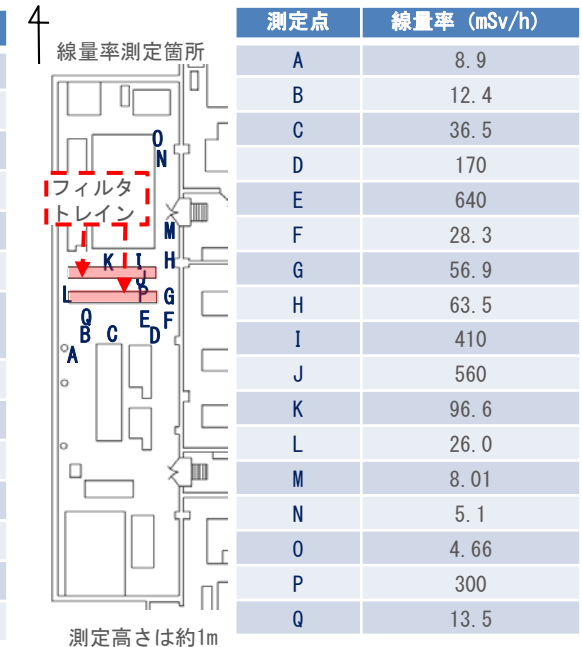 線量率測定箇所
O
N
フィルタ
トレイン
M
K I H
J
L P G
Q E F
B C D
A
測定高さは約1m
測定点 線量率 (mSv/h)
A 8.9
B 12.4
C 36.5
D 170
E 640
F 28.3
G 56.9
H 63.5
I 410
J 560
K 96.6
L 26.0
M 8.01
N 5.1
O 4.66
P 300
Q 13.5